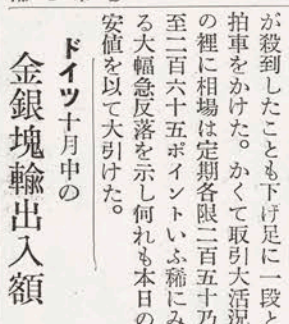 が殺到したことも下げ足に一段と
拍車をかけた。かくて取引大活況
の裡に相場は定期各限二百五十乃
至二百六十五ポイントいふ稀にみ
る大幅急反落を示し何れも本日の
安値を以て大引けた。
ドイツ十月中の
金銀塊輸出入額